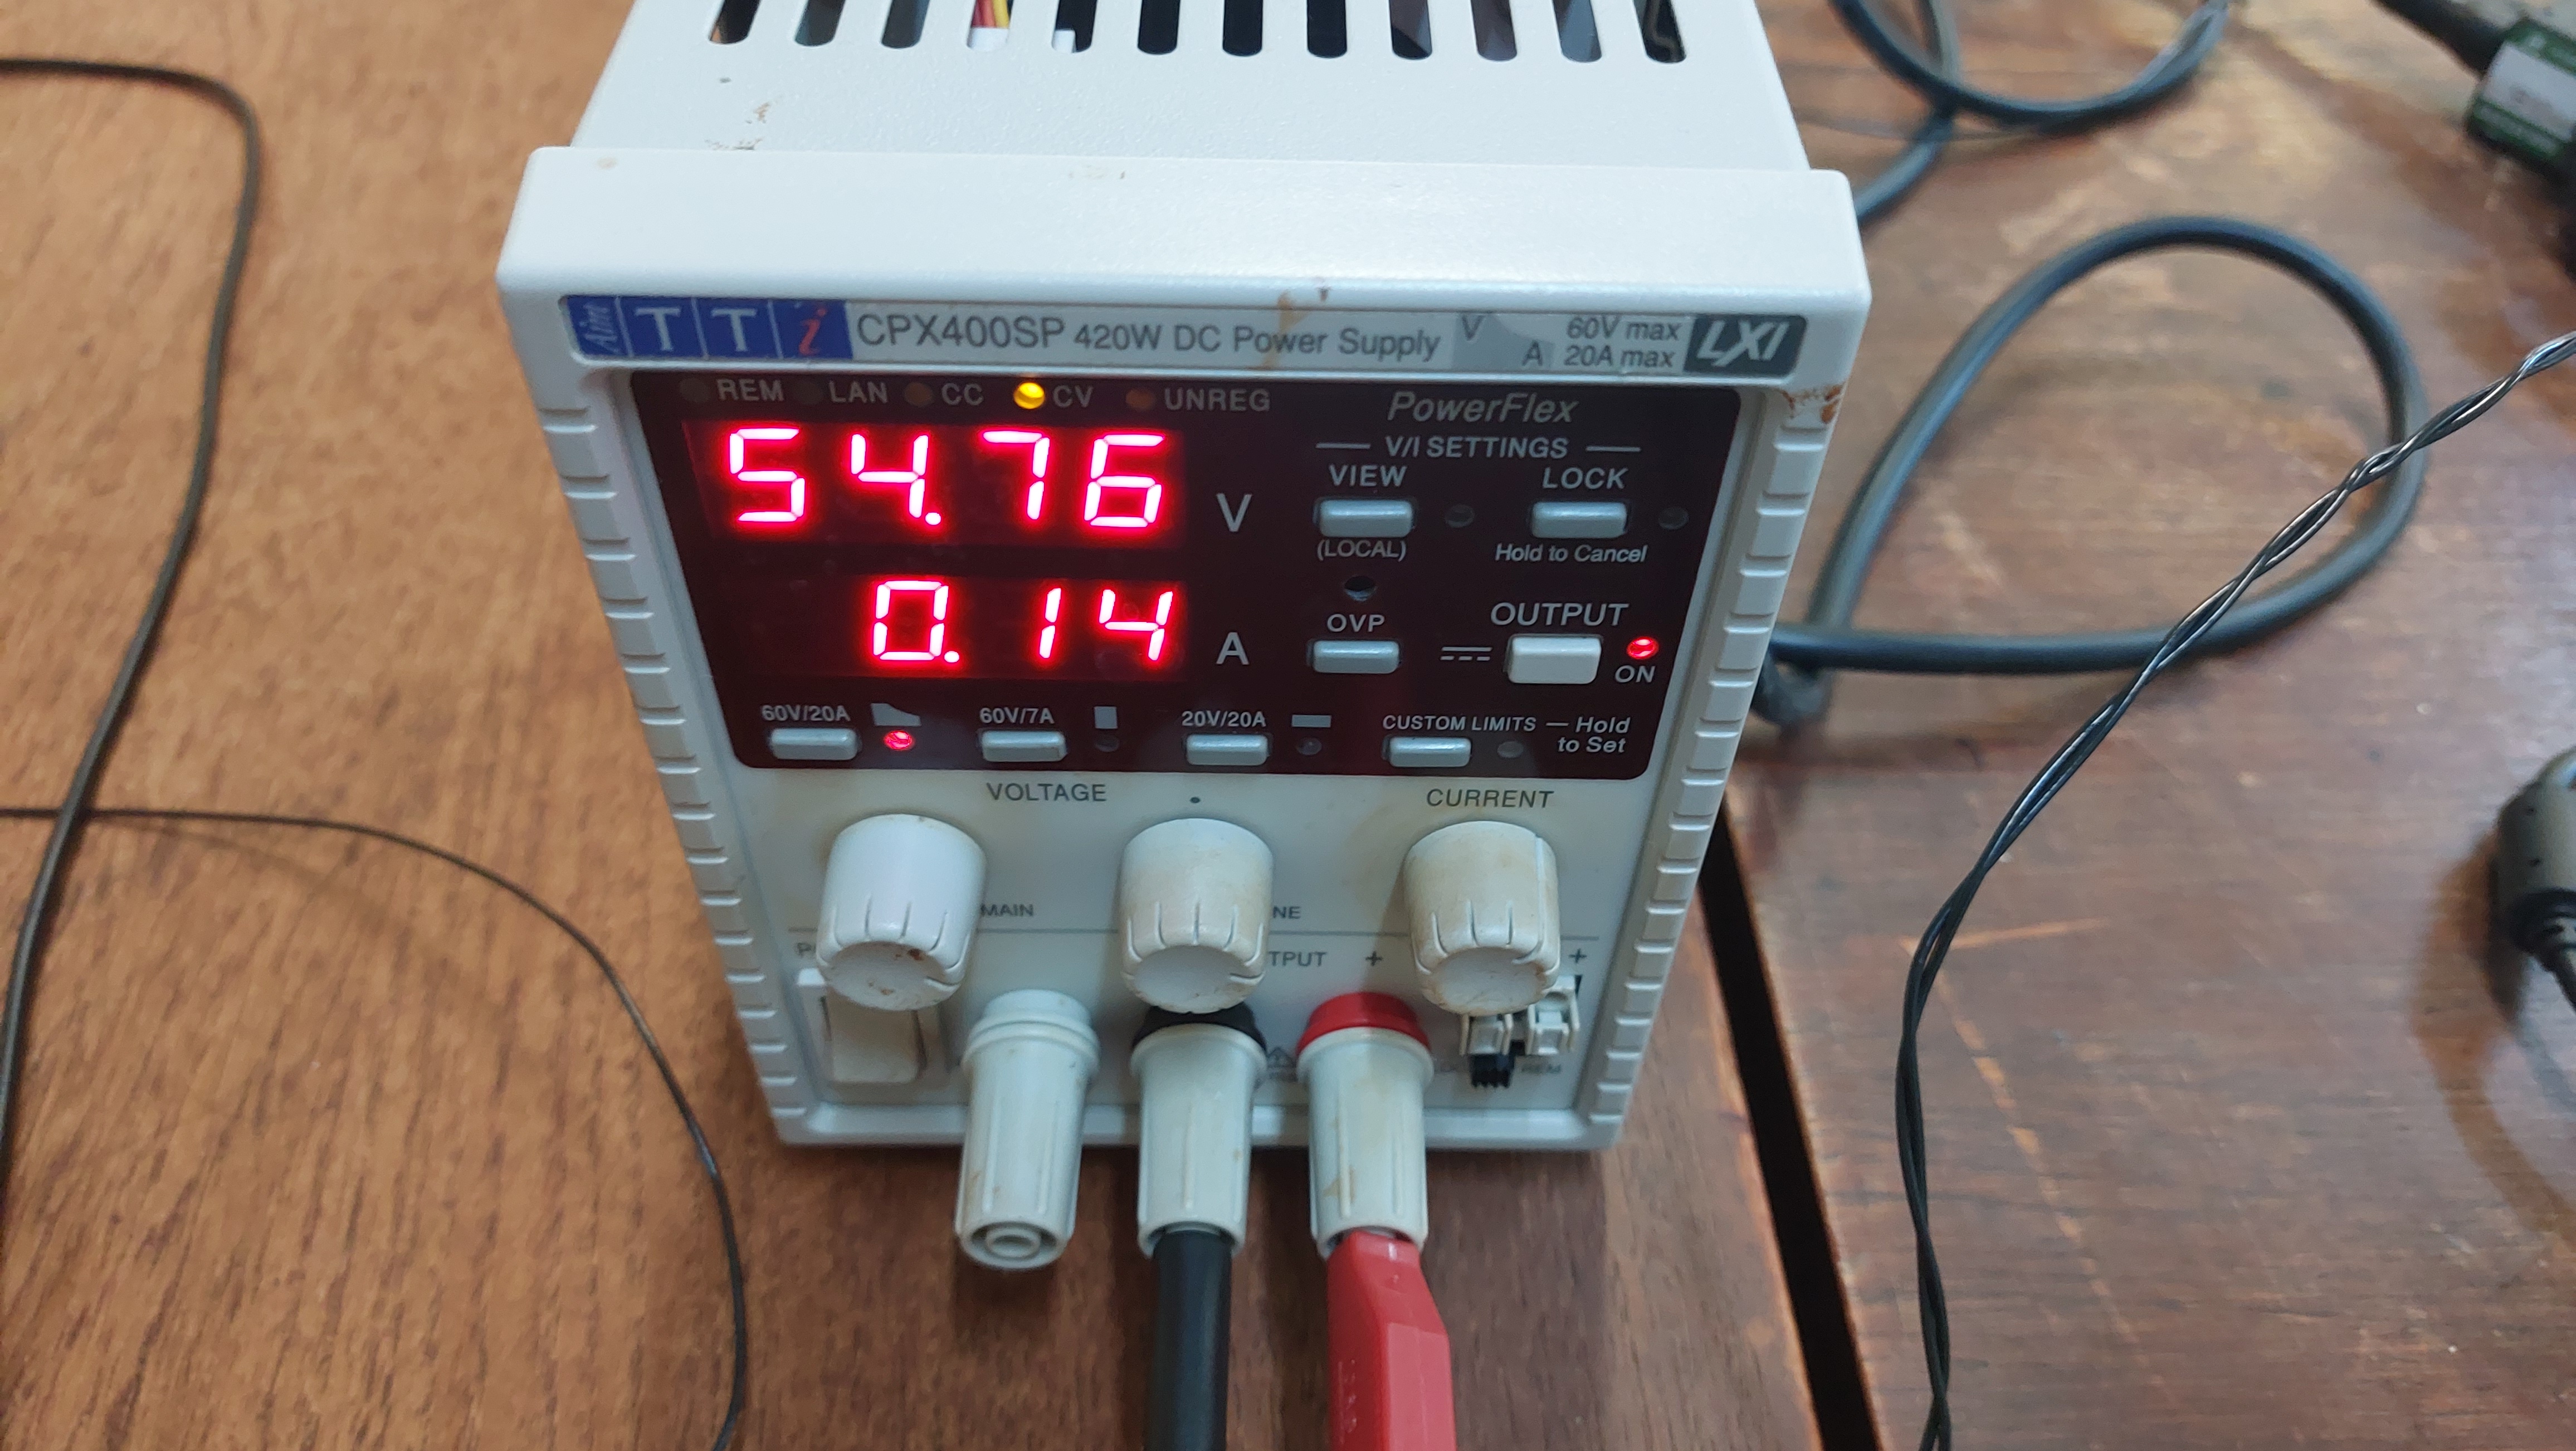 Aim TTi CPX400SP 420W DC Power Supply V A 60V max 20A max LXI
REM LAN CC CV UNREG
PowerFlex
V/I SETTINGS
54.76 V
VIEW LOCK
(LOCAL) Hold to Cancel
0.14 A
OVP OUTPUT
ON
60V/20A 60V/7A 20V/20A CUSTOM LIMITS — Hold to Set
VOLTAGE CURRENT
MAIN
+ +
REM